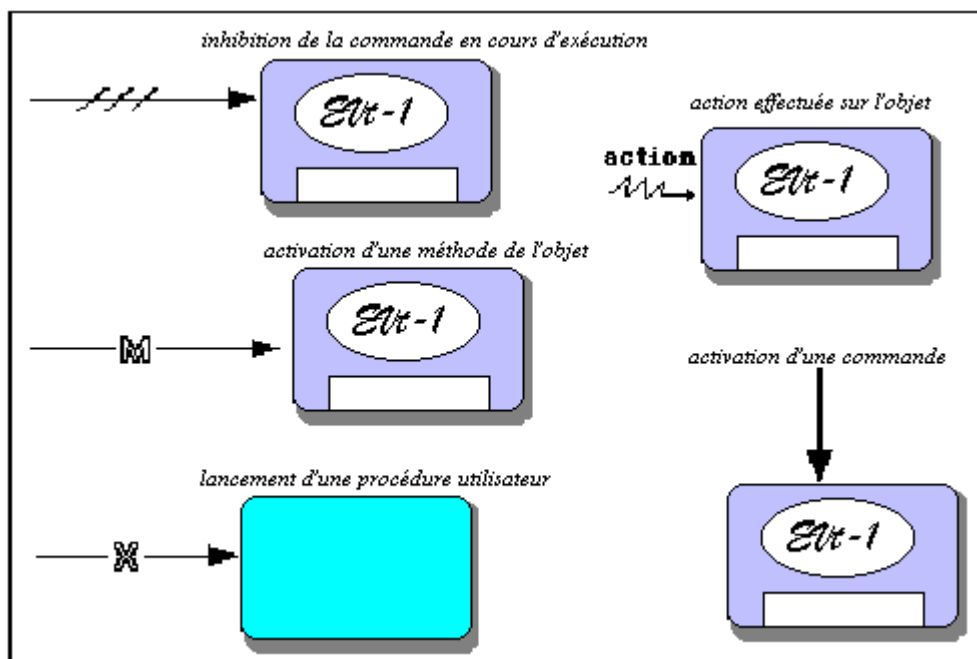 inhibition de la commande en cours d'exécution
EVt-1
action effectuée sur l'objet
action
EVt-1
activation d'une méthode de l'objet
EVt-1
M
activation d'une commande
lancement d'une procédure utilisateur
X
EVt-1